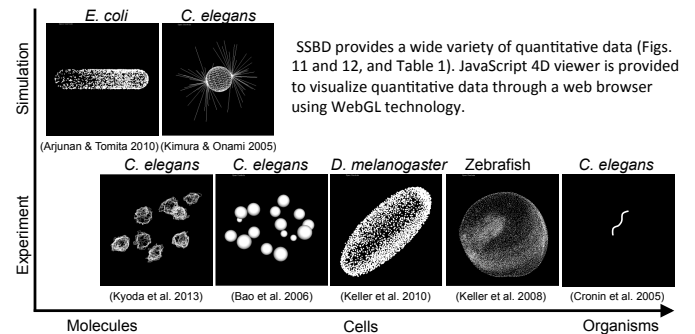 E. coli
C. elegans
SSBD provides a wide variety of quantitative data (Figs.
11 and 12, and Table 1). JavaScript 4D viewer is provided
to visualize quantitative data through a web browser
using WebGL technology.
Simulation
(Arjunan & Tomita 2010)
(Kimura & Onami 2005)
C. elegans
C. elegans
D. melanogaster
Zebrafish
C. elegans
Experiment
(Kyoda et al. 2013)
(Bao et al. 2006)
(Keller et al. 2010)
(Keller et al. 2008)
(Cronin et al. 2005)
Molecules
Cells
Organisms